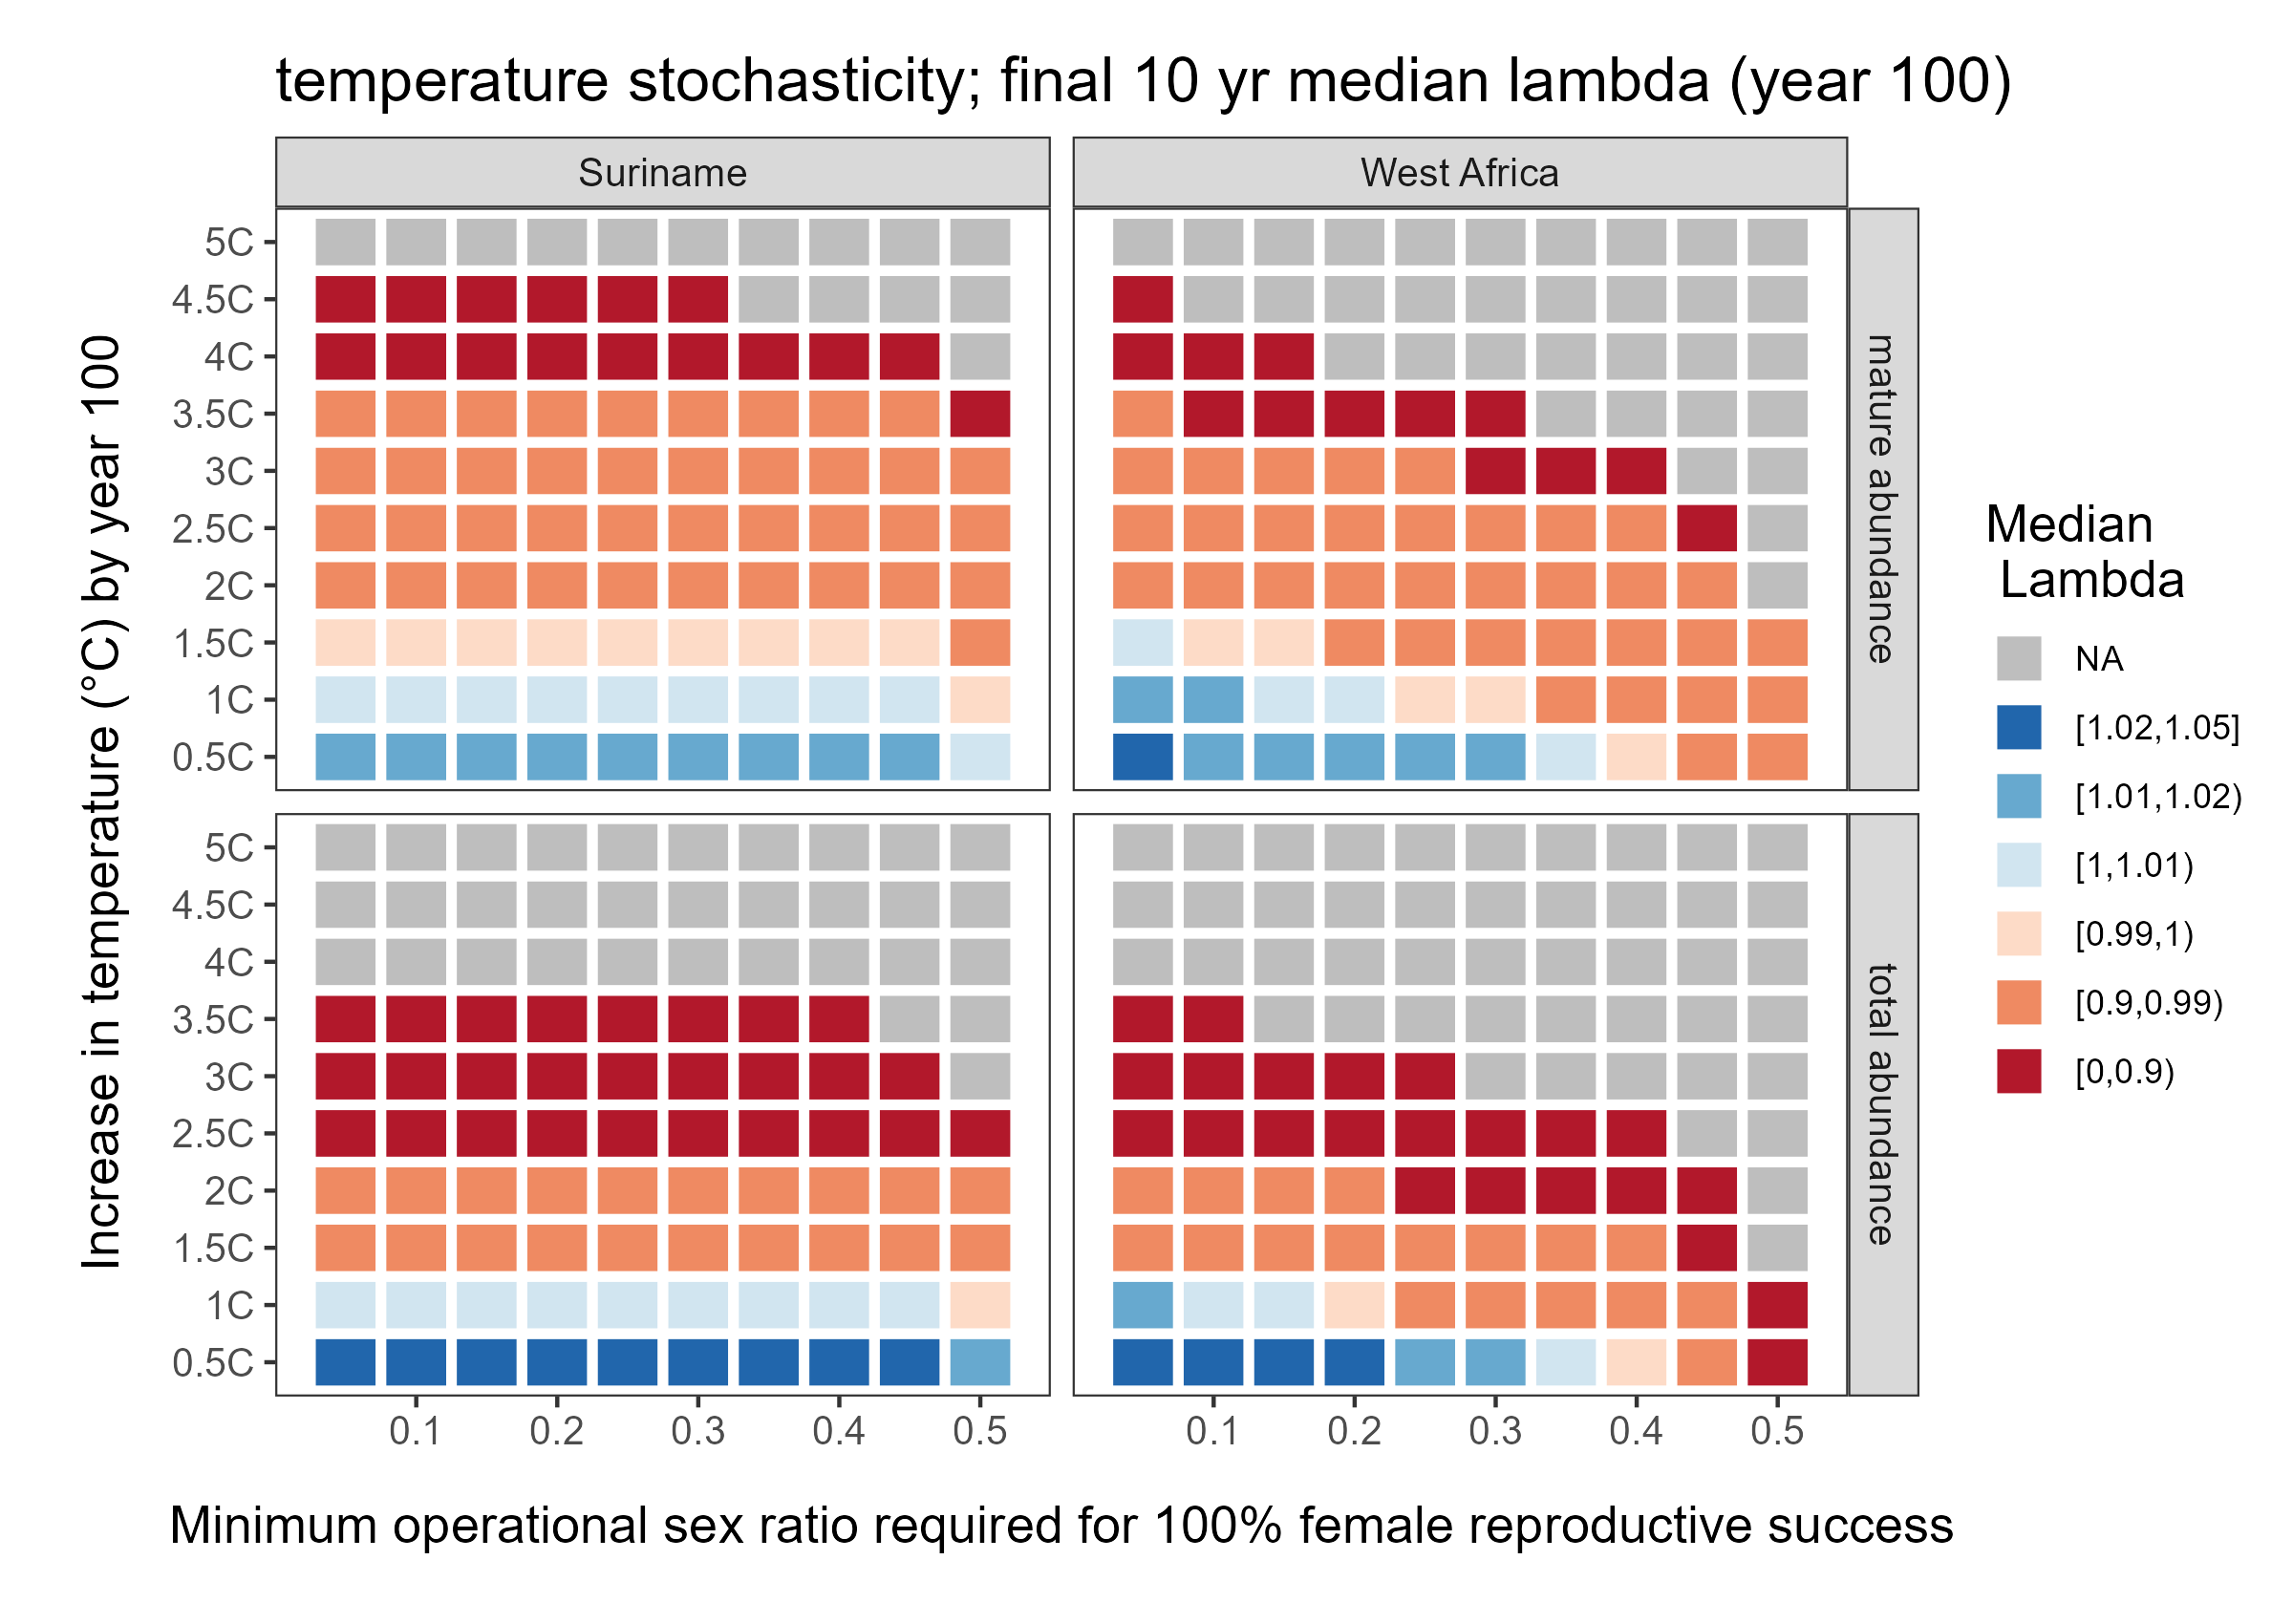 temperature stochasticity; final 10 yr median lambda (year 100)
Suriname
West Africa
Increase in temperature (°C) by year 100
5C
4.5C
4C
3.5C
3C
2.5C
2C
1.5C
1C
0.5C
mature abundance
5C
4.5C
4C
3.5C
3C
2.5C
2C
1.5C
1C
0.5C
total abundance
0.1 0.2 0.3 0.4 0.5
0.1 0.2 0.3 0.4 0.5
Minimum operational sex ratio required for 100% female reproductive success
Median
Lambda
NA
[1.02,1.05]
[1.01,1.02)
[1,1.01)
[0.99,1)
[0.9,0.99)
[0,0.9)